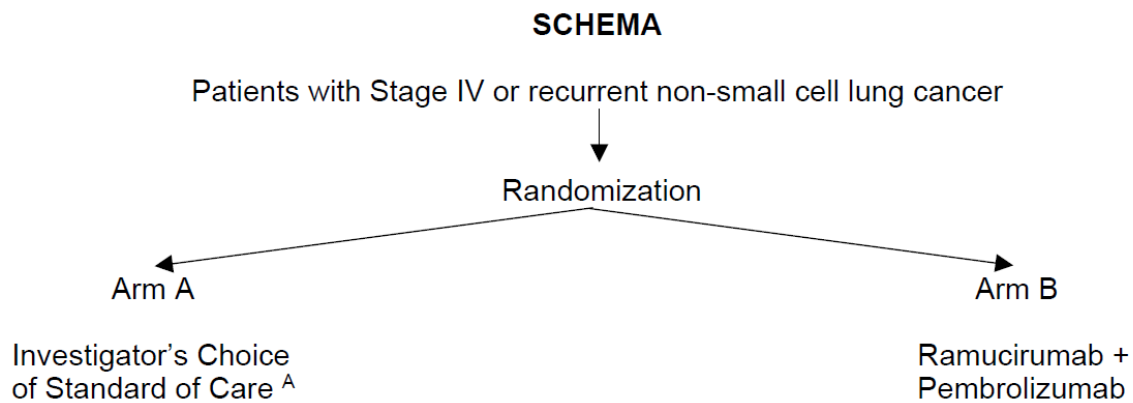 SCHEMA
Patients with Stage IV or recurrent non-small cell lung cancer
Randomization
Arm A
Arm B
Investigator's Choice
of Standard of Care A
Ramucirumab +
Pembrolizumab